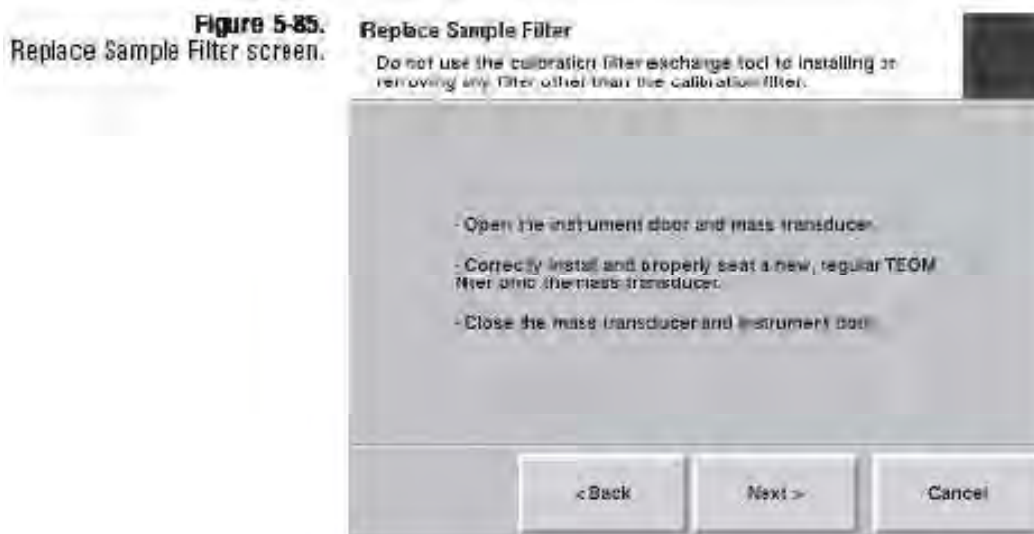 Figure 5-85.
Replace Sample Filter screen.
Replace Sample Filter
Do not use the calibration filter exchange tool to installing or
removing any filter other than the calibration filter.
- Open the instrument door and mass transducer.
- Correctly install and properly seat a new, regular TEOM
filter onto the mass transducer.
- Close the mass transducer and instrument door.
< Back
Next >
Cancel